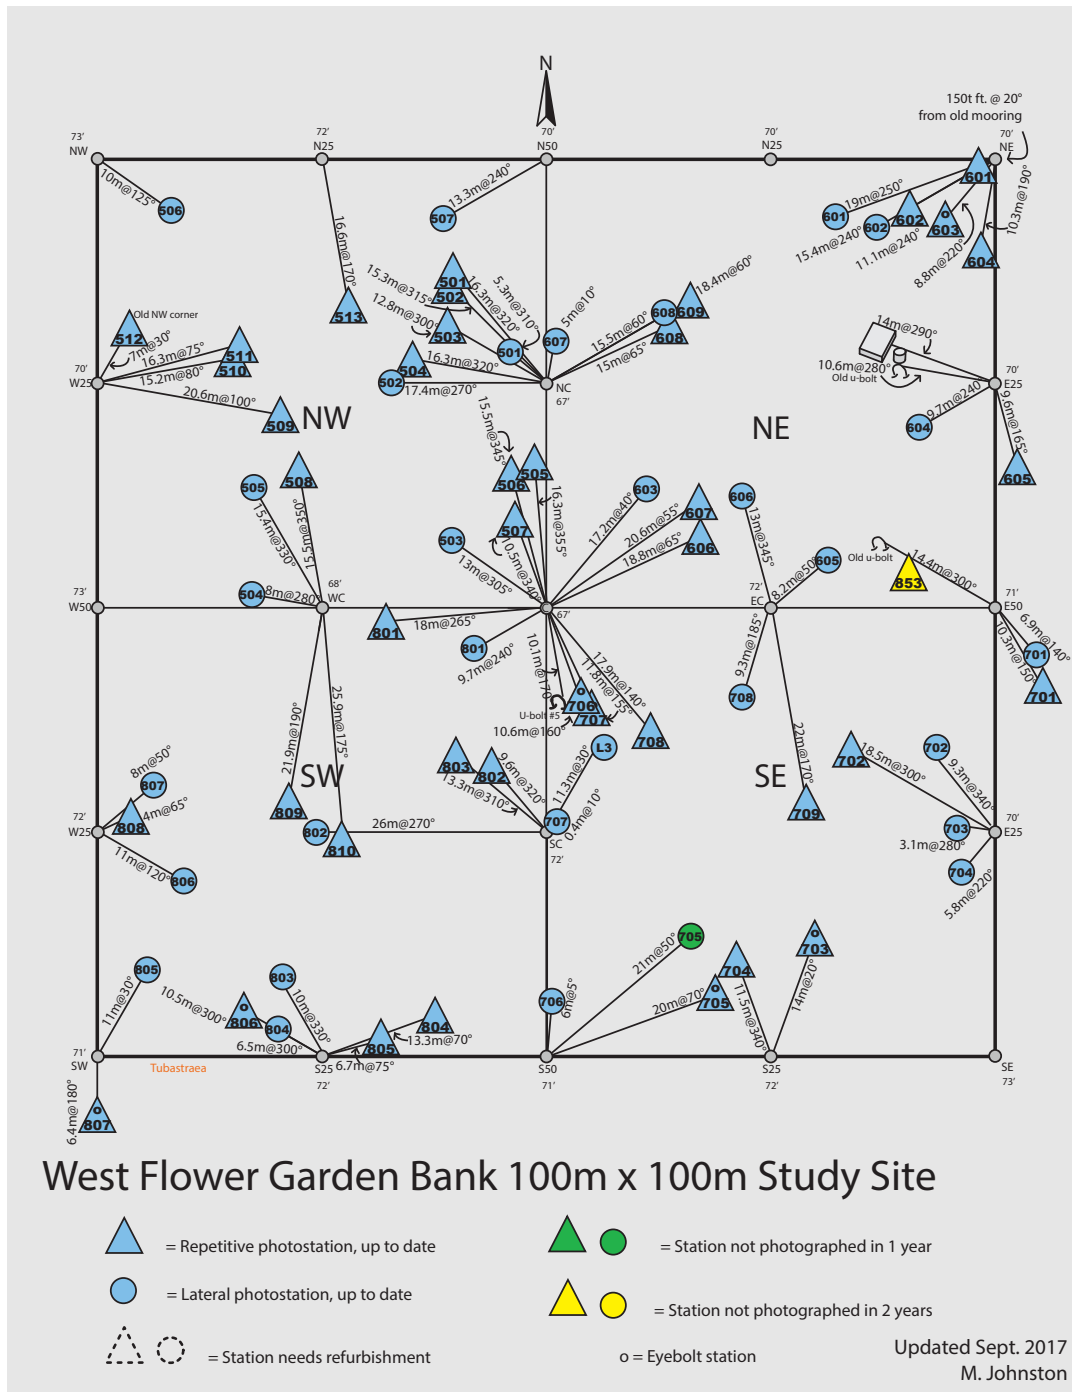 N
150t ft. @ 20°
from old mooring
73'
NW
72'
N25
70'
N50
70'
N25
70'
NE
10m@125°
506
16.6m@170°
513
13.3m@240°
507
601
19m@250°
601
602
602
603
604
15.4m@240°
11.1m@240°
8.8m@220°
10.3m@190°
Old NW corner
512
7m@30°
16.3m@75°
511
15.2m@80°
510
20.6m@100°
509
70'
W25
NW
15.3m@315°
501
502
16.3m@320°
5.3m@310°
12.8m@300°
503
501
5m@10°
607
504
16.3m@320°
502
17.4m@270°
NC
67'
18.4m@60°
608
609
15.5m@60°
608
15m@65°
14m@290°
10.6m@280°
Old u-bolt
70'
E25
9.7m@240
604
9.6m@165°
605
NE
508
505
15.4m@330°
15.5m@350°
15.5m@345°
505
506
16.3m@355°
507
10.5m@340°
503
13m@305°
603
17.2m@40°
20.6m@55°
607
18.8m@65°
606
606
13m@345°
605
8.2m@50°
Old u-bolt
14.4m@300°
853
73'
W50
504
8m@280°
68'
WC
C
67'
72'
EC
71'
E50
801
18m@265°
801
9.7m@240°
10.1m@170°
17.9m@140°
11.8m@155°
U-bolt #5
706
707
10.6m@160°
708
9.3m@185°
708
22m@170°
709
6.9m@140°
701
10.3m@150°
701
21.9m@190°
25.9m@175°
SW
809
802
810
26m@270°
803
802
9.6m@320°
13.3m@310°
L3
11.3m@30°
707
0.4m@10°
SC
72'
SE
702
18.5m@300°
702
9.3m@340°
703
3.1m@280°
704
5.8m@220°
70'
E25
8m@50°
807
808
4m@65°
72'
W25
11m@120°
806
805
11m@30°
10.5m@300°
806
803
10m@330°
804
6.5m@300°
804
805
13.3m@70°
6.7m@75°
706
6m@5°
705
21m@50°
20m@70°
705
704
11.5m@340°
703
14m@20°
71'
SW
Tubastraea
S25
72'
S50
71'
S25
72'
SE
73'
6.4m@180°
807
West Flower Garden Bank 100m x 100m Study Site
= Repetitive photostation, up to date
= Station not photographed in 1 year
= Lateral photostation, up to date
= Station not photographed in 2 years
= Station needs refurbishment
o = Eyebolt station
Updated Sept. 2017
M. Johnston